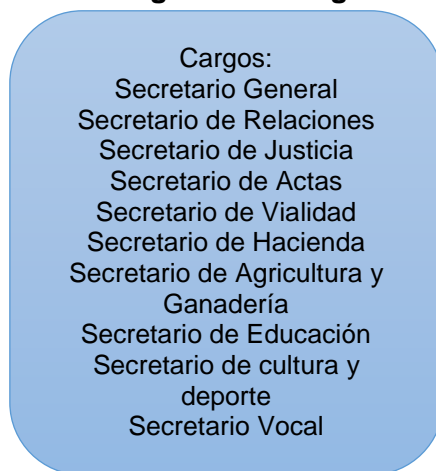 Cargos:
Secretario General
Secretario de Relaciones
Secretario de Justicia
Secretario de Actas
Secretario de Vialidad
Secretario de Hacienda
Secretario de Agricultura y
Ganadería
Secretario de Educación
Secretario de cultura y
deporte
Secretario Vocal